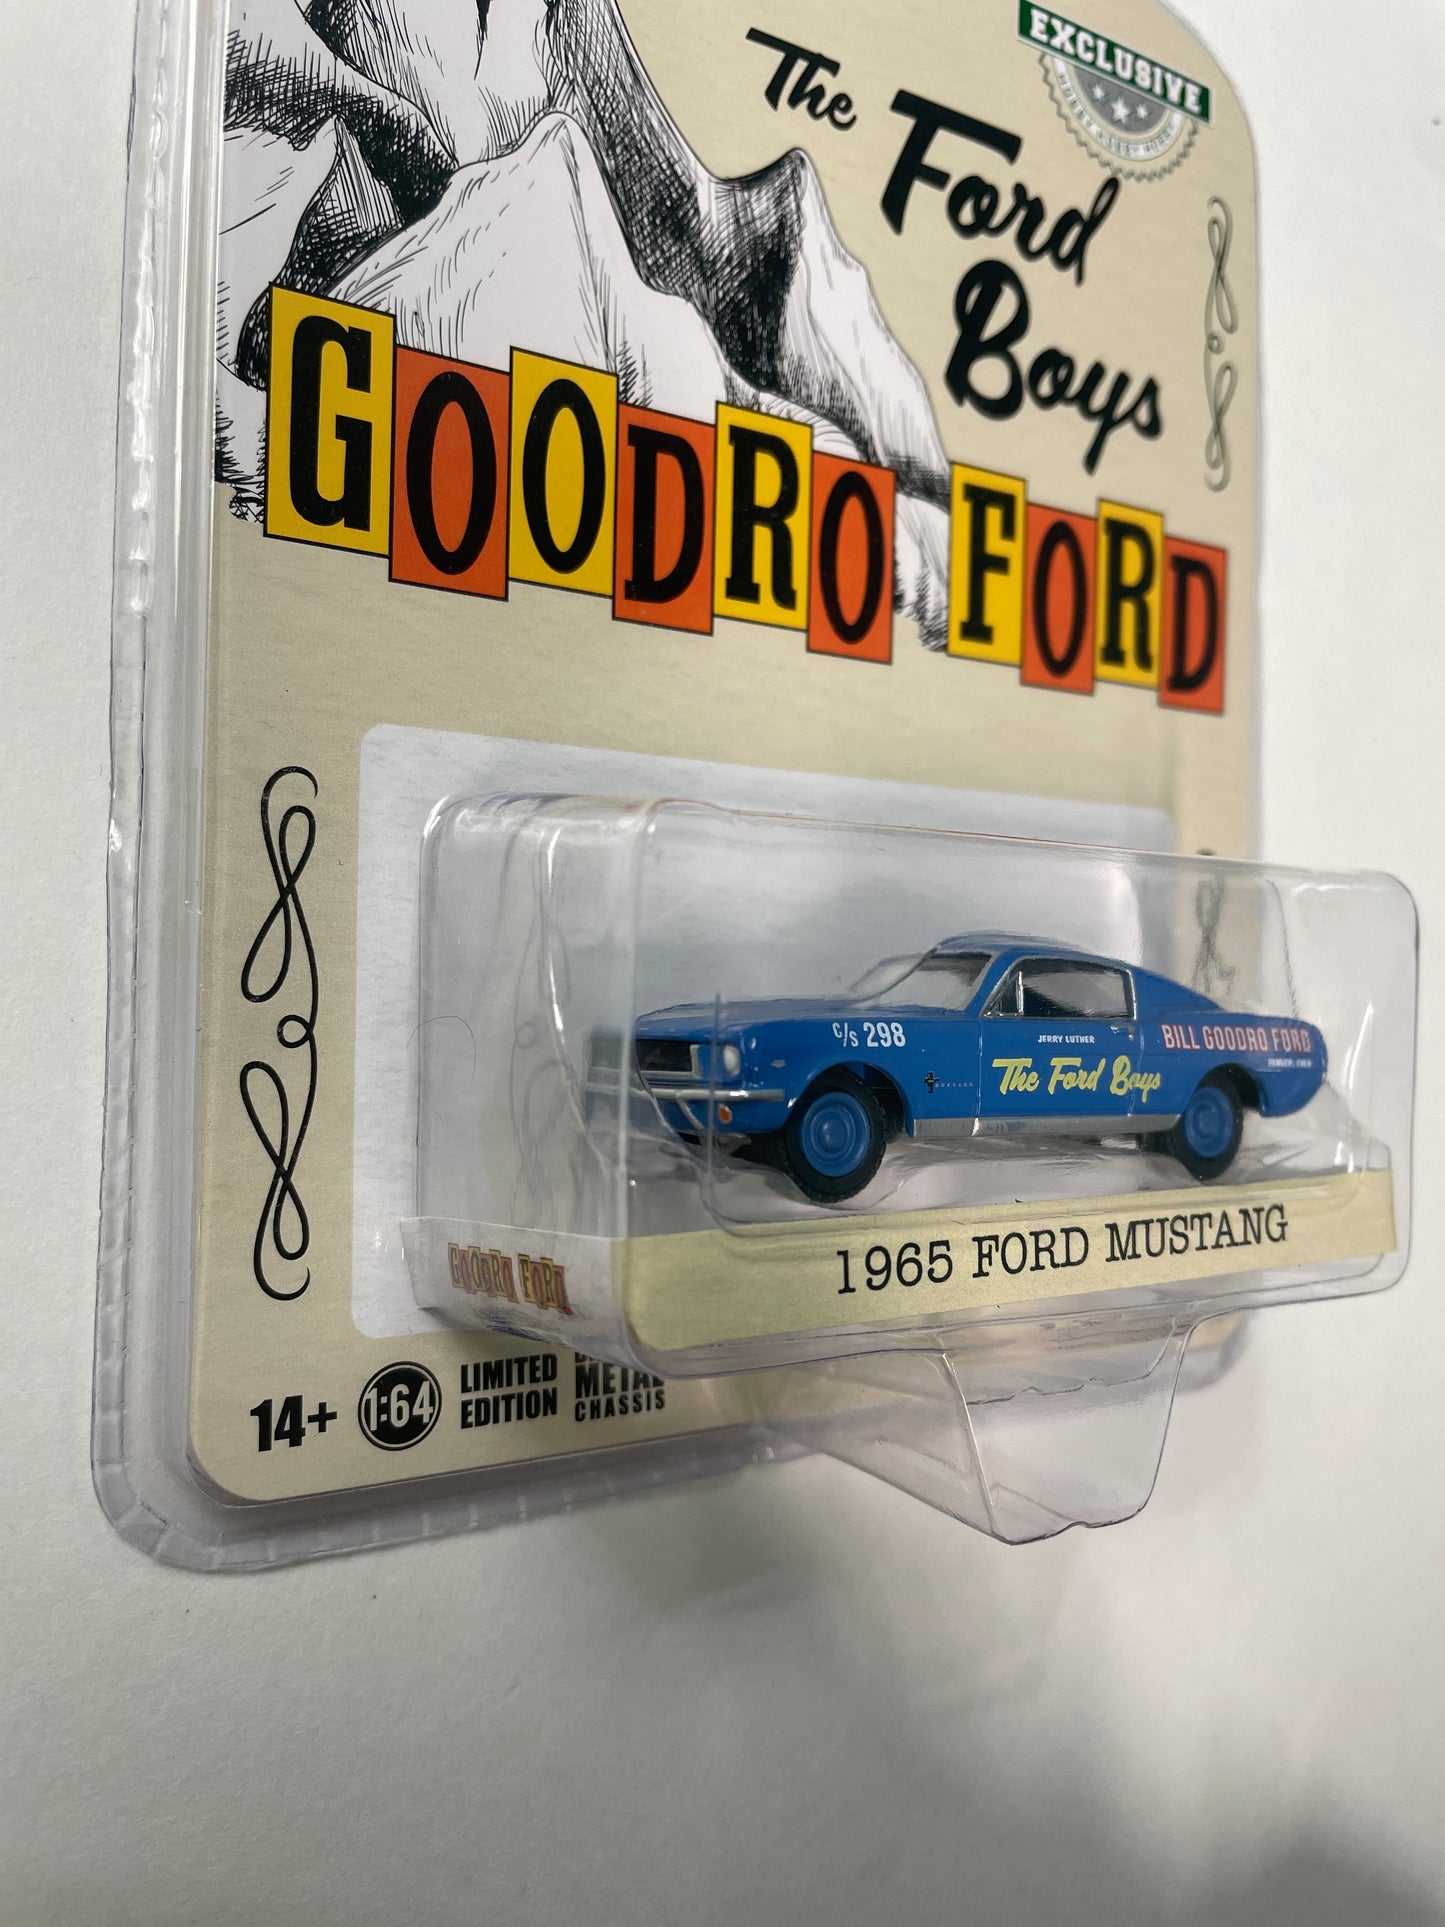 EXCLUSIVE
The
Ford
Boys
GOODRO FORD
C/S 298
JERRY LUTHER
The Ford Boys
BILL GOODRO FORD
MUSTANG
1965 FORD MUSTANG
GOODRO FORD
14+
1:64
LIMITED
EDITION
METAL
CHASSIS